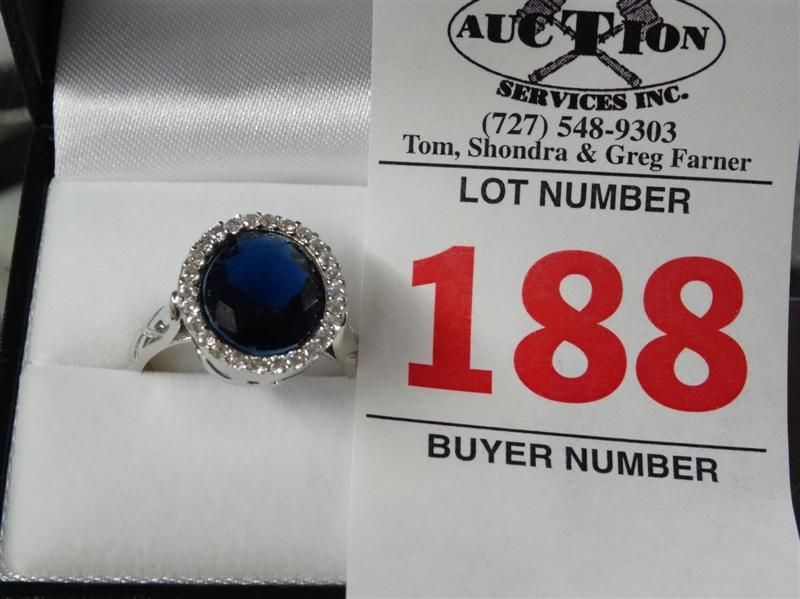 AUCTION
SERVICES INC.
(727) 548-9303
Tom, Shondra & Greg Farner
LOT NUMBER
188
BUYER NUMBER